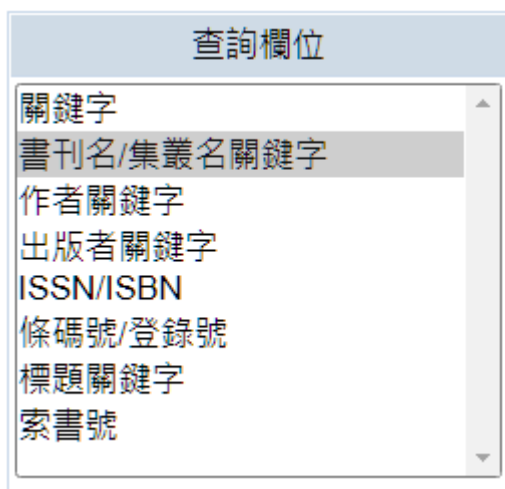 查詢欄位
關鍵字
書刊名/集叢名關鍵字
作者關鍵字
出版者關鍵字
ISSN/ISBN
條碼號/登錄號
標題關鍵字
索書號